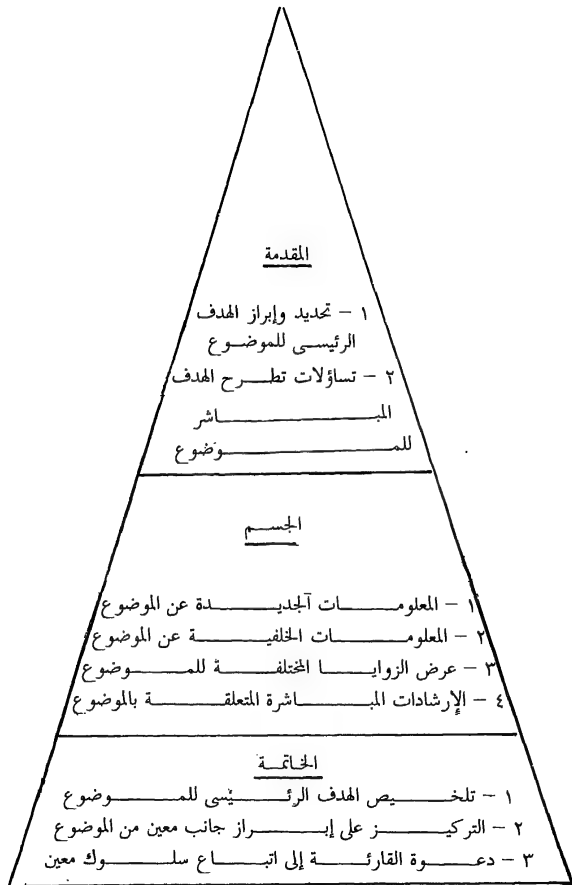 المقدمة
١ - تحديد وإبراز الهدف
الرئيسى للموضوع
٢ - تساؤلات تطرح الهدف
المباشر
للموضوع
الجسم
١ - المعلومات الجديدة عن الموضوع
٢ - المعلومات الخلفية عن الموضوع
٣ - عرض الزوايا المختلفة للموضوع
٤ - الإرشادات المباشرة المتعلقة بالموضوع
الخاتمة
١ - تلخيص الهدف الرئيسى للموضوع
٢ - التركيز على إبراز جانب معين من الموضوع
٣ - دعوة القارئة إلى اتباع سلوك معين